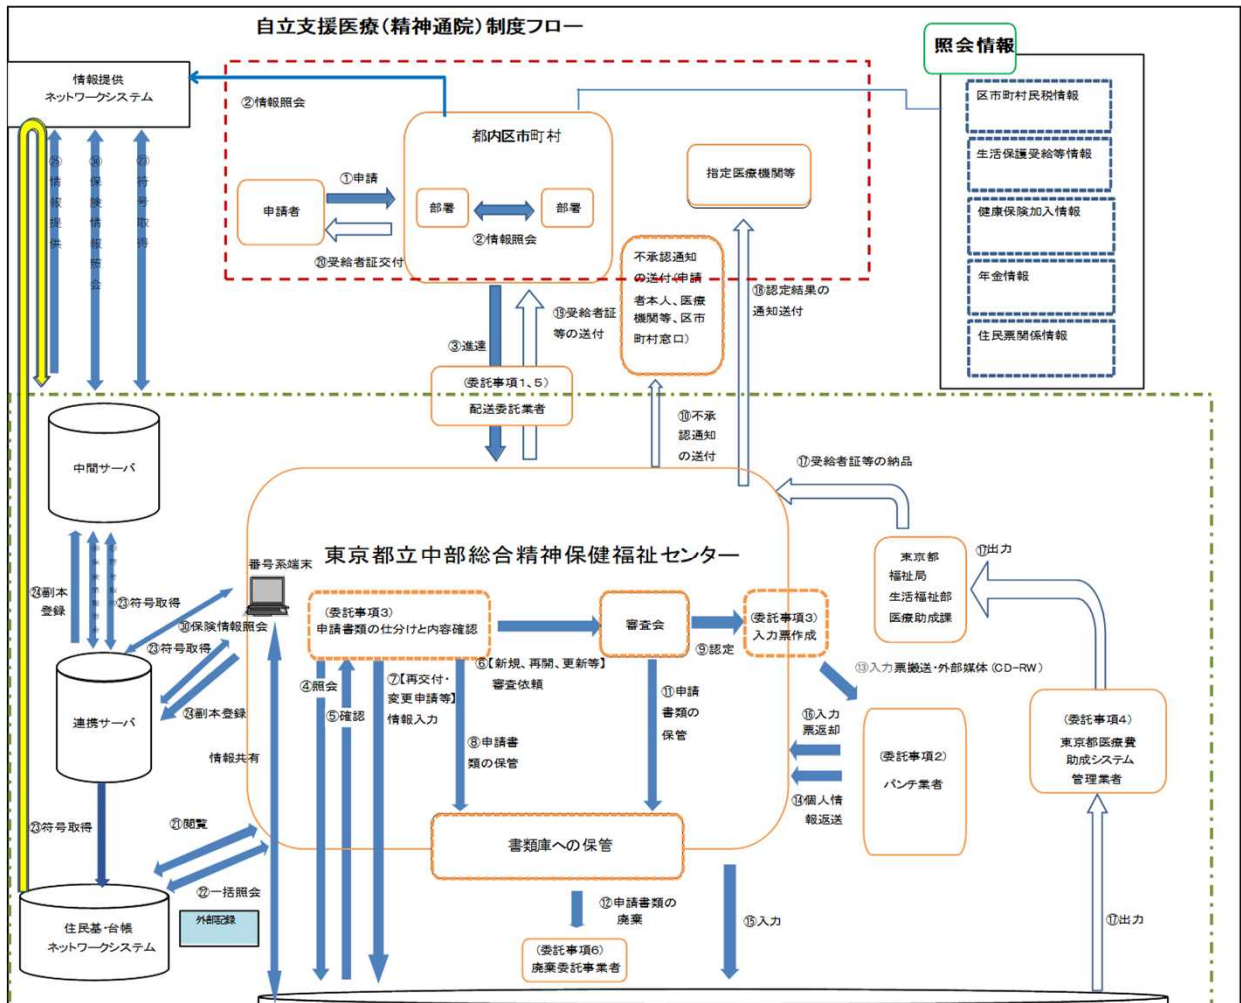 自立支援医療(精神通院)制度フロー
照会情報
情報提供
ネットワークシステム
②情報照会
都内区市町村
区市町村民税情報
生活保護受給等情報
健康保険加入情報
年金情報
住民票関係情報
指定医療機関等
①申請
申請者
部署
部署
②情報照会
⑳受給者証交付
㉕情報提供
㉚保険情報照会
㉓符号取得
不承認通知
の送付(申請
者本人、医療
機関等、区市
町村窓口)
⑱認定結果の
通知送付
⑲受給者証
等の送付
③進達
(委託事項1、5)
配送委託業者
⑩不承
認通知
の送付
⑰受給者証等の納品
中間サーバ
東京都立中部総合精神保健福祉センター
番号系端末
東京都
福祉局
生活福祉部
医療助成課
⑰出力
㉔副本
登録
㉓符号取得
㉚保険情報照会
㉓符号取得
(委託事項3)
申請書類の仕分けと内容確認
審査会
⑨認定
(委託事項3)
入力票作成
⑥【新規、再開、更新等】
審査依頼
⑬入力票搬送・外部媒体(CD-RW)
④照会
⑤確認
⑦【再交付・
変更申請等】
情報入力
⑧申請書
類の保管
⑪申請
書類の
保管
⑯入力
票返却
⑭個人情
報返送
(委託事項2)
パンチ業者
(委託事項4)
東京都医療費
助成システム
管理業者
連携サーバ
㉔副本登録
情報共有
㉓符号取得
㉑閲覧
㉒一括照会
書類庫への保管
⑫申請書類の
廃棄
⑮入力
⑰出力
(委託事項6)
廃棄委託事業者
住民基・台帳
ネットワークシステム